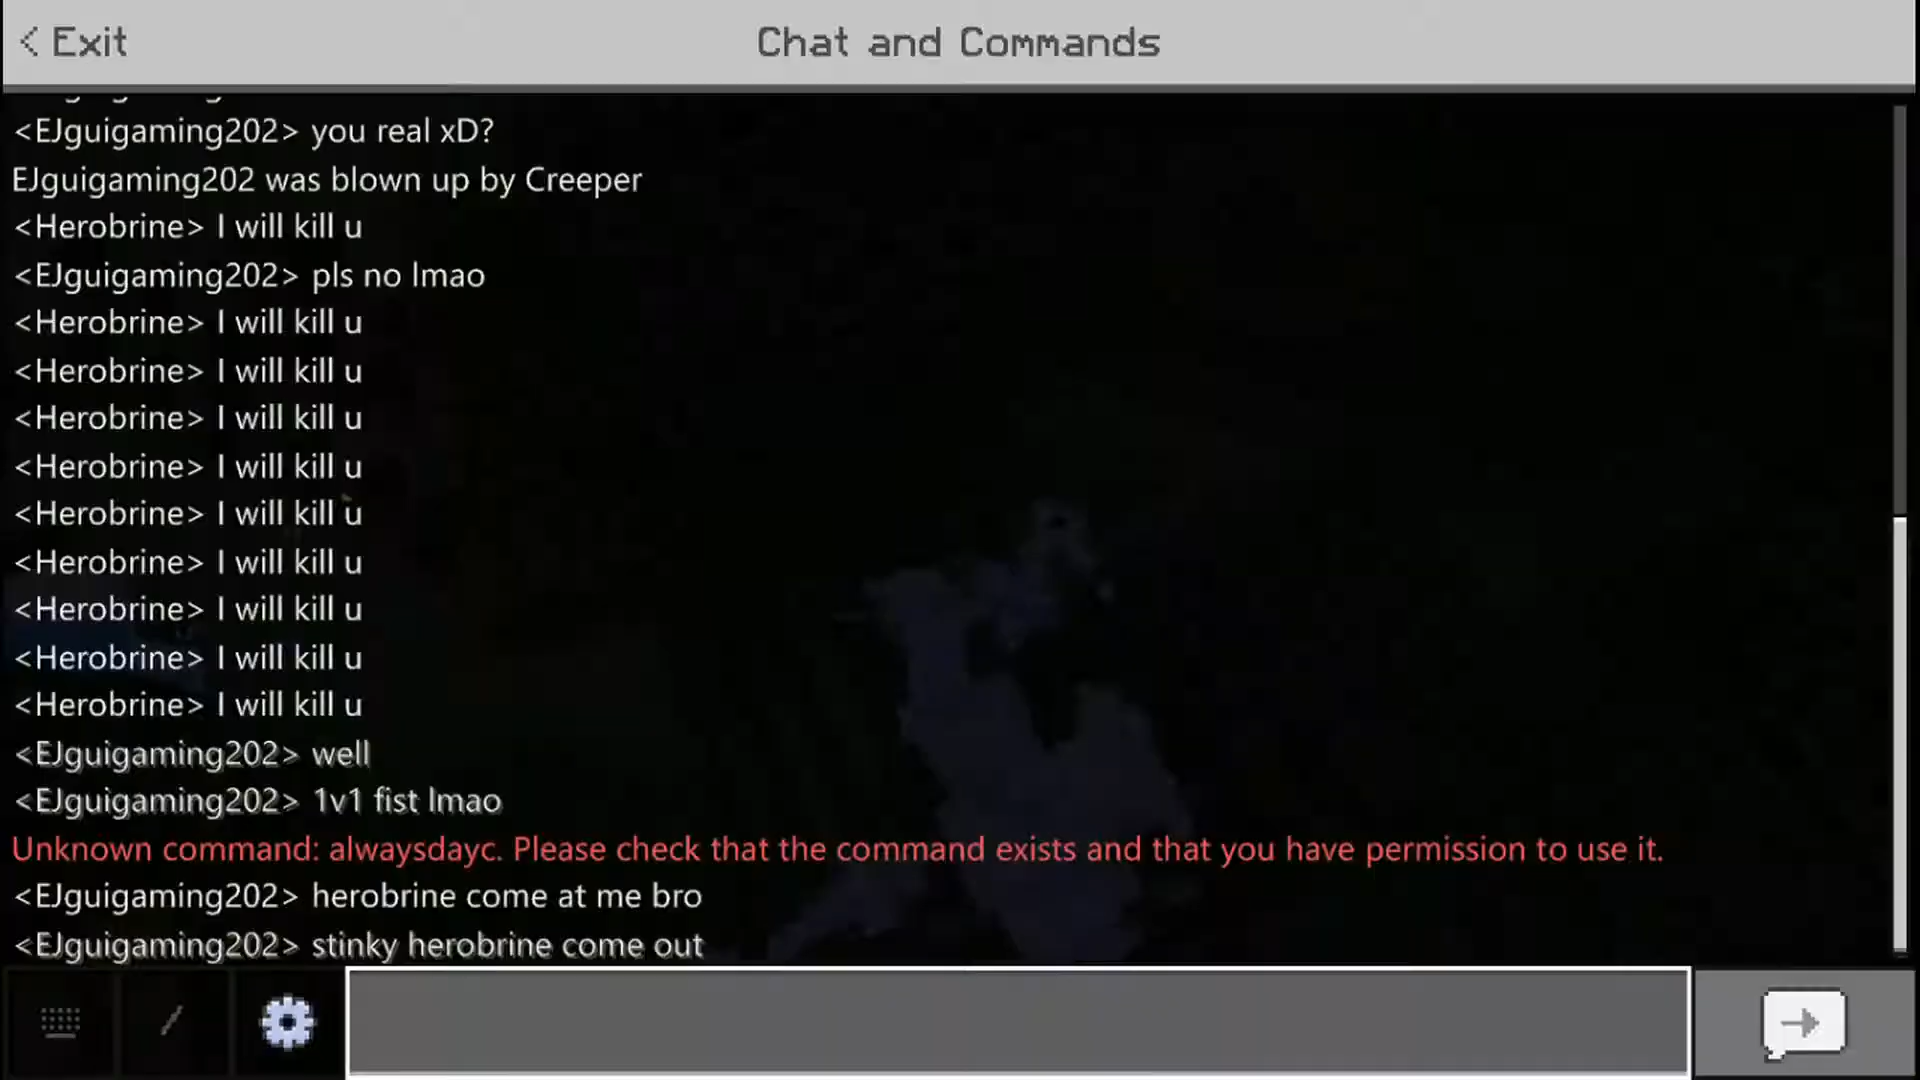 < Exit
Chat and Commands
<EJguigaming202> you real xD?
EJguigaming202 was blown up by Creeper
<Herobrine> I will kill u
<EJguigaming202> pls no lmao
<Herobrine> I will kill u
<Herobrine> I will kill u
<Herobrine> I will kill u
<Herobrine> I will kill u
<Herobrine> I will kill u
<Herobrine> I will kill u
<Herobrine> I will kill u
<Herobrine> I will kill u
<Herobrine> I will kill u
<EJguigaming202> well
<EJguigaming202> 1v1 fist lmao
Unknown command: alwaysdayc. Please check that the command exists and that you have permission to use it.
<EJguigaming202> herobrine come at me bro
<EJguigaming202> stinky herobrine come out